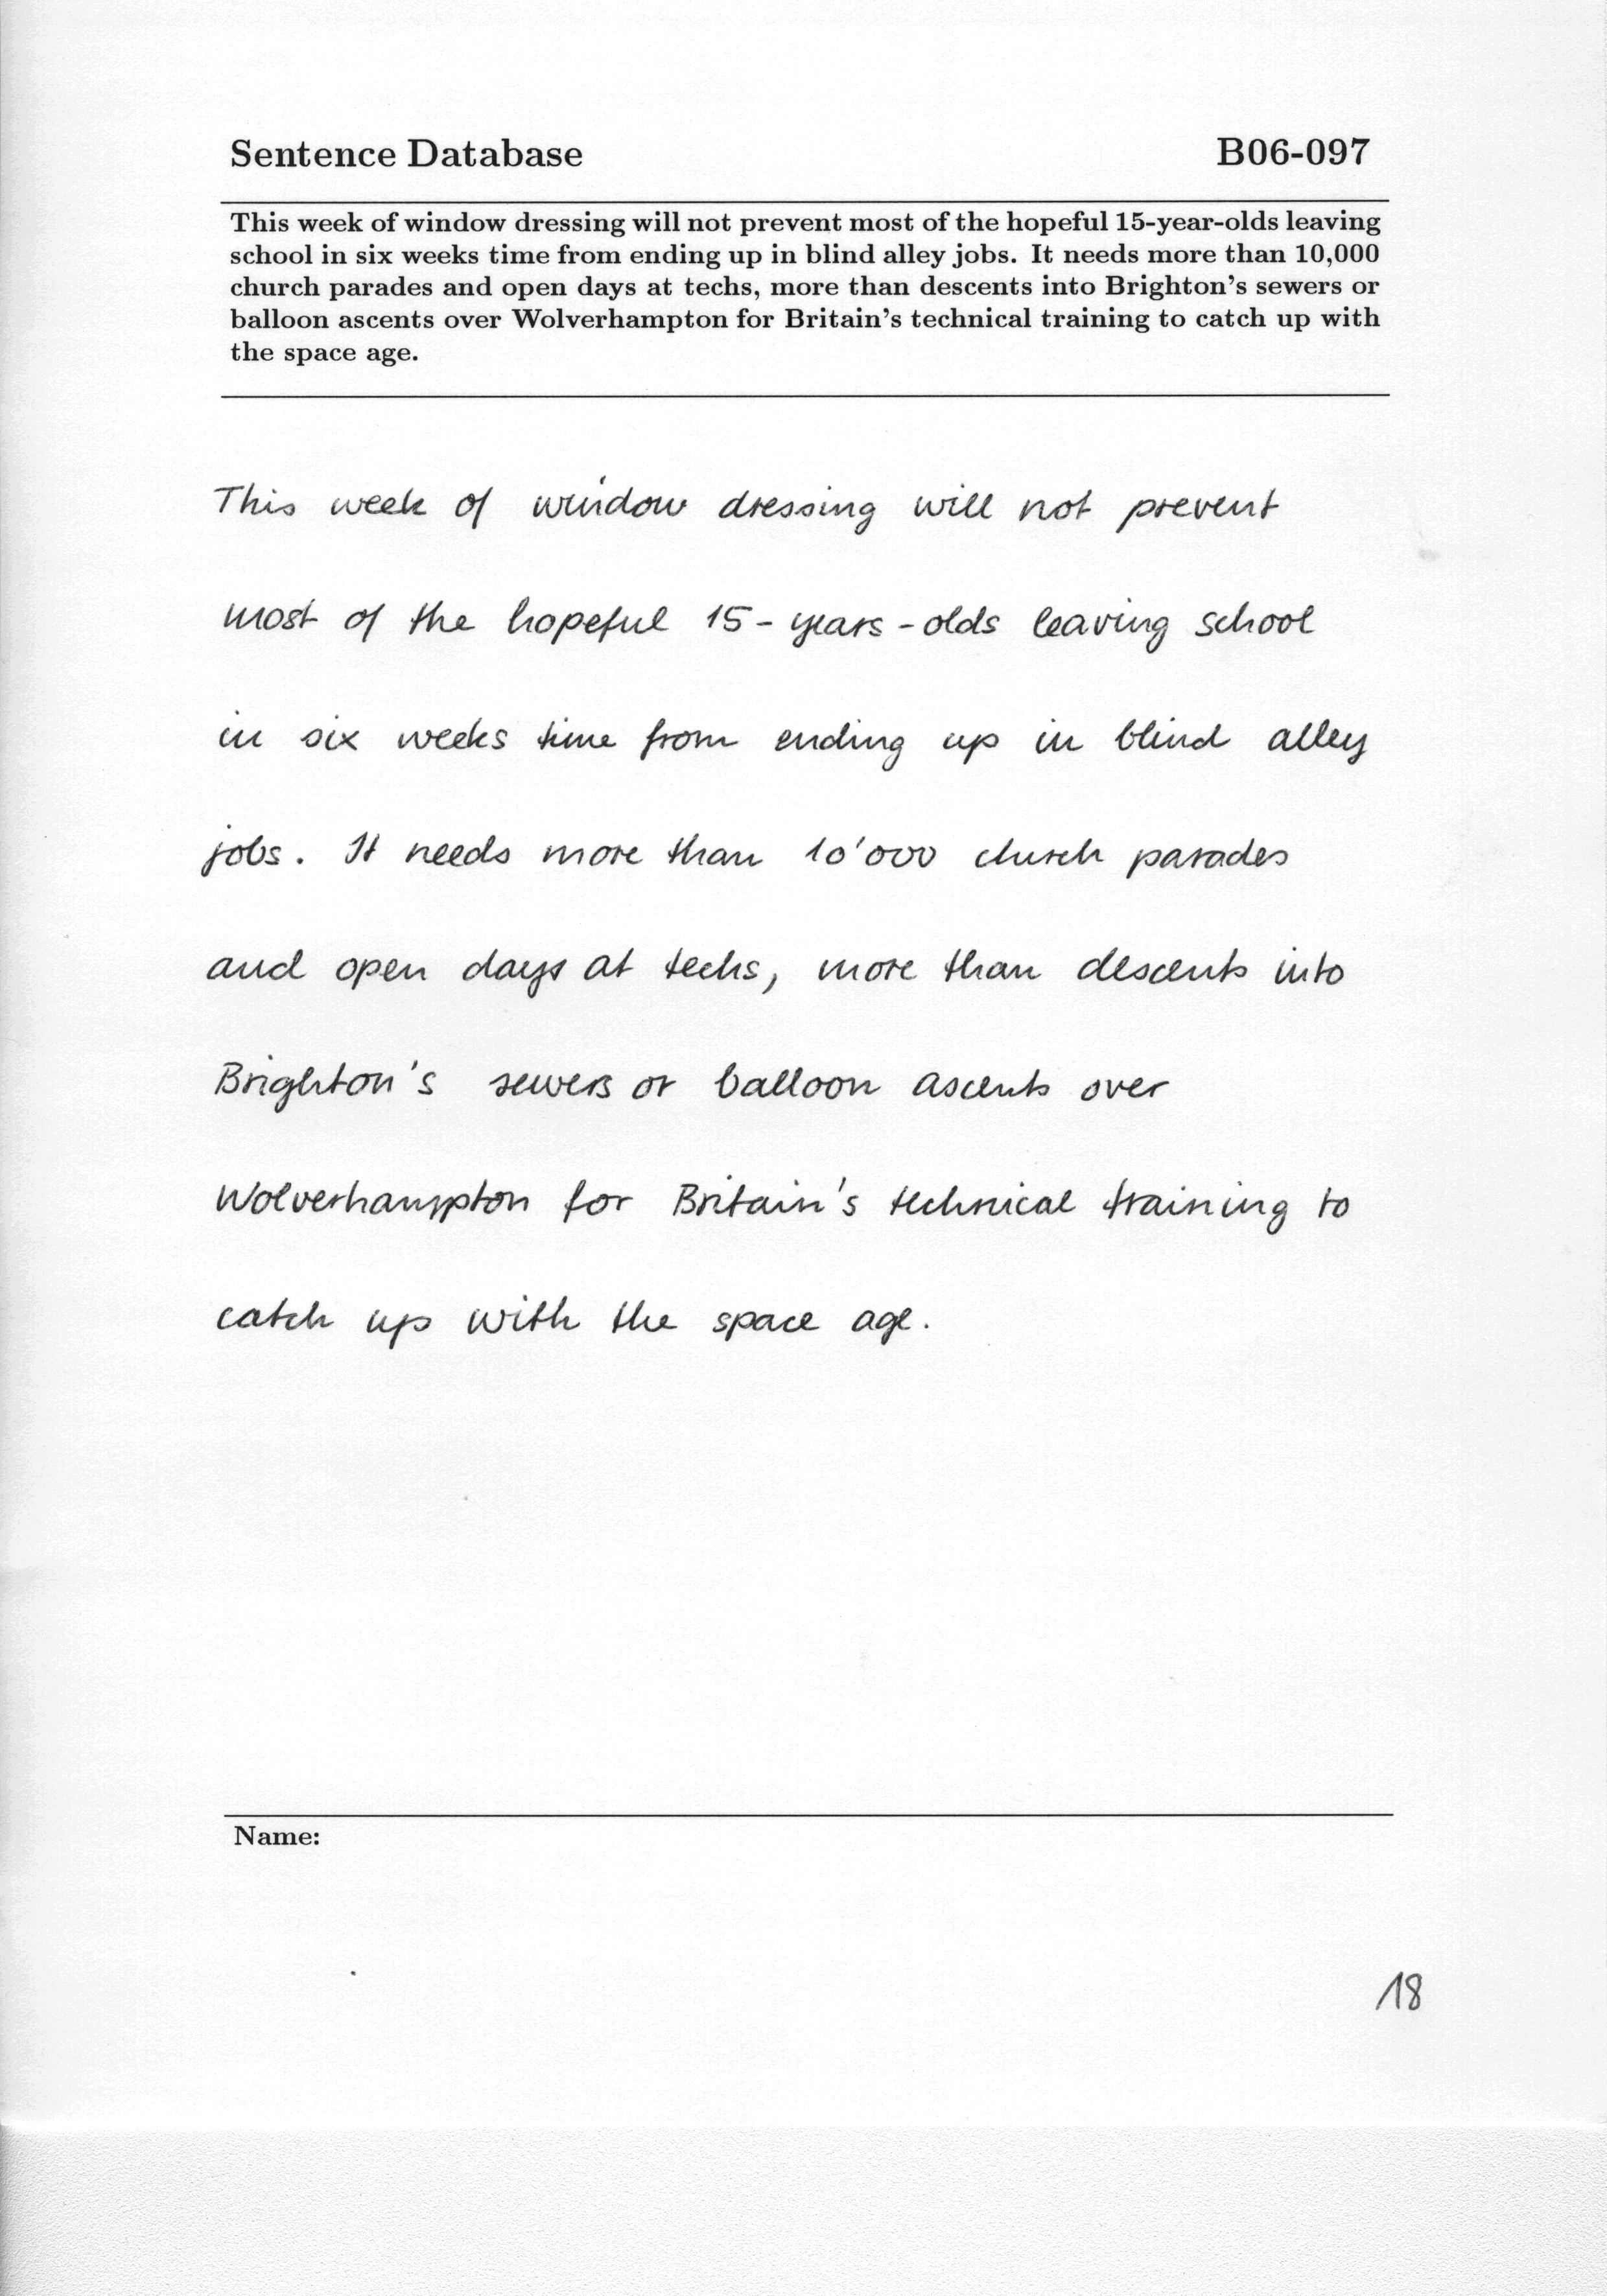 Sentence Database B06-097
This week of window dressing will not prevent most of the hopeful 15-year-olds leaving
school in six weeks time from ending up in blind alley jobs. It needs more than 10,000
church parades and open days at techs, more than descents into Brighton's sewers or
balloon ascents over Wolverhampton for Britain's technical training to catch up with
the space age.
This week of window dressing will not prevent
most of the hopeful 15-years-olds leaving school
in six weeks time from ending up in blind alley
jobs. It needs more than 10'000 church parades
and open days at techs, more than descents into
Brighton's sewers or balloon ascents over
Wolverhampton for Britain's technical training to
catch up with the space age.
Name:
18